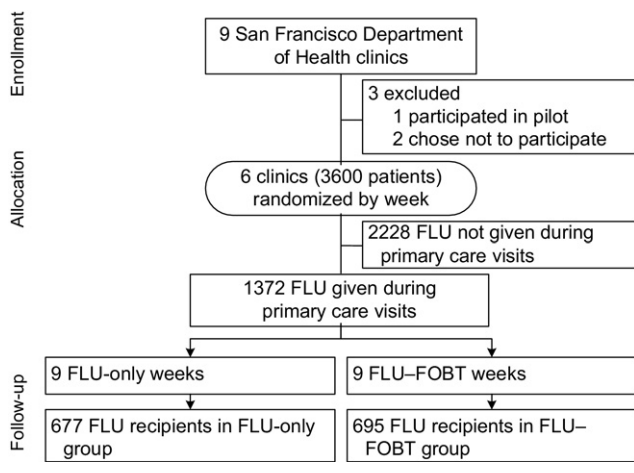 Enrollment
9 San Francisco Department
of Health clinics
3 excluded
1 participated in pilot
2 chose not to participate
Allocation
6 clinics (3600 patients)
randomized by week
2228 FLU not given during
primary care visits
1372 FLU given during
primary care visits
Follow-up
9 FLU-only weeks
9 FLU–FOBT weeks
677 FLU recipients in FLU-only
group
695 FLU recipients in FLU–
FOBT group